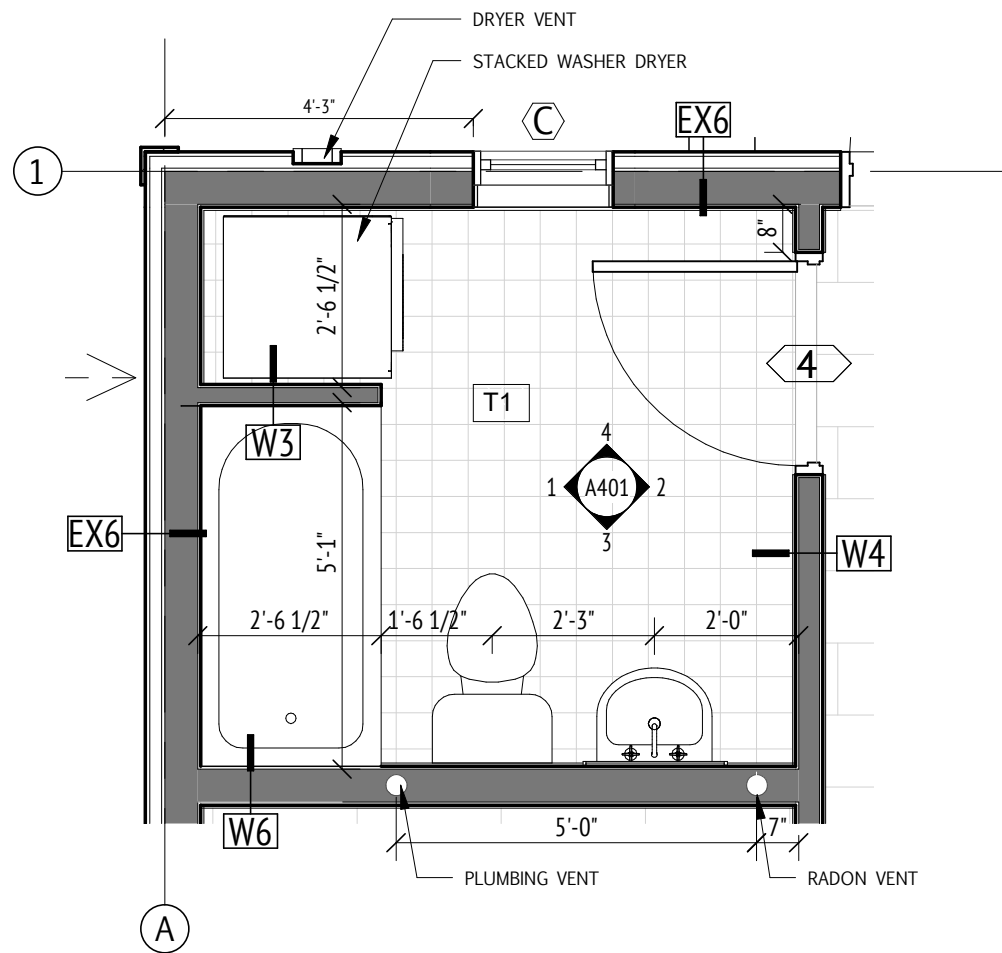 DRYER VENT
STACKED WASHER DRYER
4'-3"
C
EX6
1
8"
2'-6 1/2"
4
T1
W3
4
1
A401
2
3
EX6
5'-1"
W4
2'-6 1/2"
1'-6 1/2"
2'-3"
2'-0"
W6
5'-0"
7"
PLUMBING VENT
RADON VENT
A